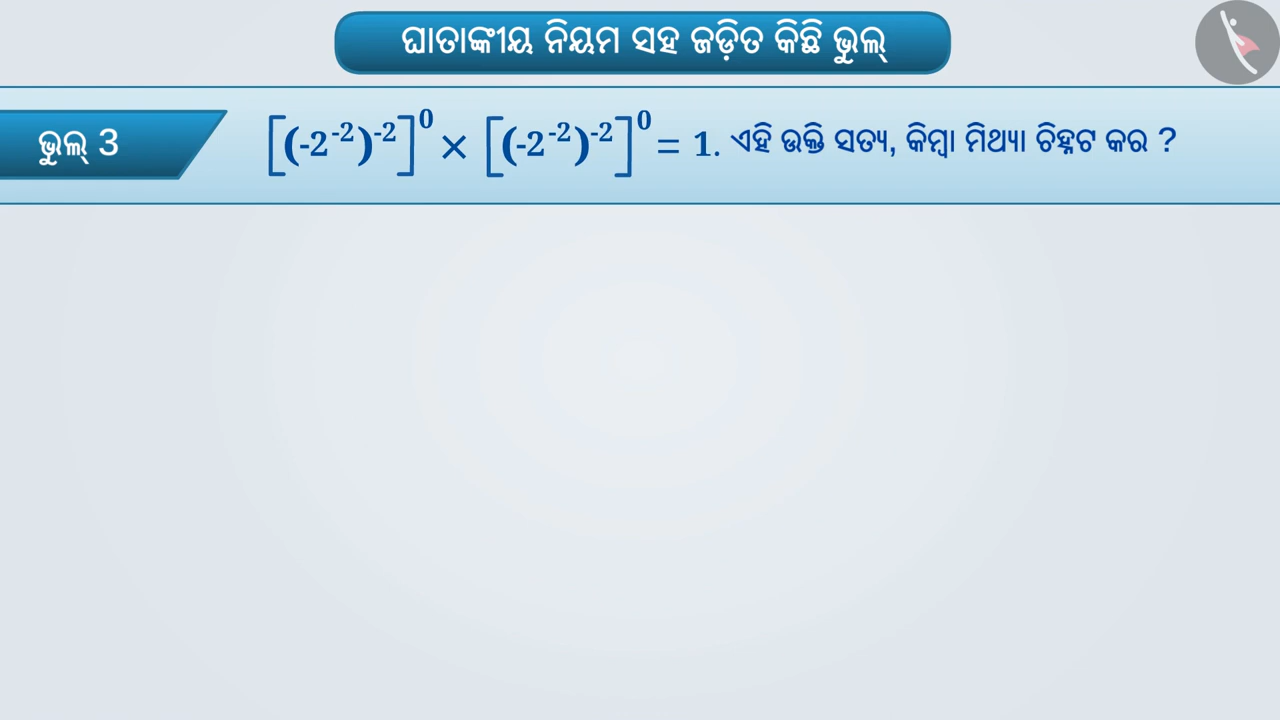 ଘାତାଙ୍କୀୟ ନିୟମ ସହ ଜଡ଼ିତ କିଛି ଭୁଲ୍
ଭୁଲ୍ 3
[(-2⁻²)⁻²]⁰ × [(-2⁻²)⁻²]⁰ = 1. ଏହି ଉକ୍ତି ସତ୍ୟ, କିମ୍ବା ମିଥ୍ୟା ଚିହ୍ନଟ କର ?